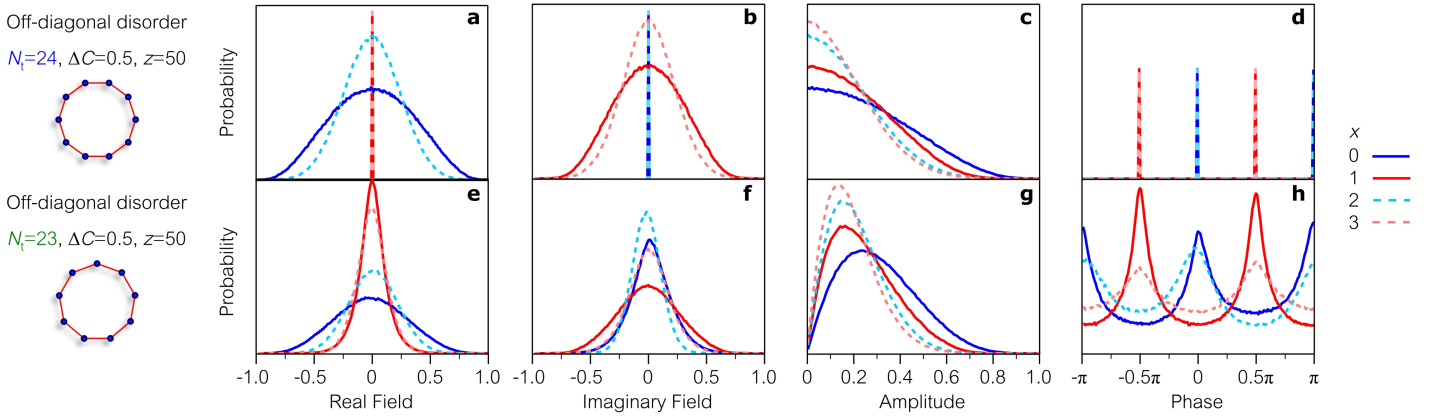 Off-diagonal disorder
Nt=24, ΔC=0.5, z=50
Off-diagonal disorder
Nt=23, ΔC=0.5, z=50
Probability
a
b
c
d
Probability
e
f
g
h
-1.0 -0.5 0 0.5 1.0
Real Field
-1.0 -0.5 0 0.5 1.0
Imaginary Field
0 0.2 0.4 0.6 0.8 1.0
Amplitude
-π -0.5π 0 0.5π π
Phase
x
0
1
2
3